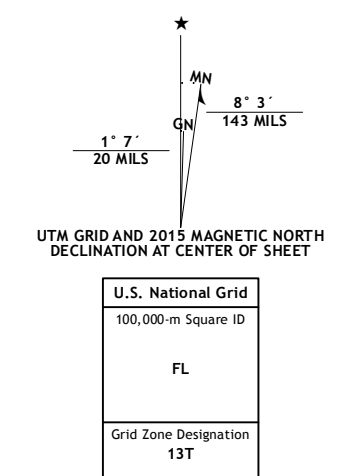 ★
MN
8° 3´
143 MILS
GN
1° 7´
20 MILS
UTM GRID AND 2015 MAGNETIC NORTH
DECLINATION AT CENTER OF SHEET
U.S. National Grid
100,000-m Square ID
FL
Grid Zone Designation
13T